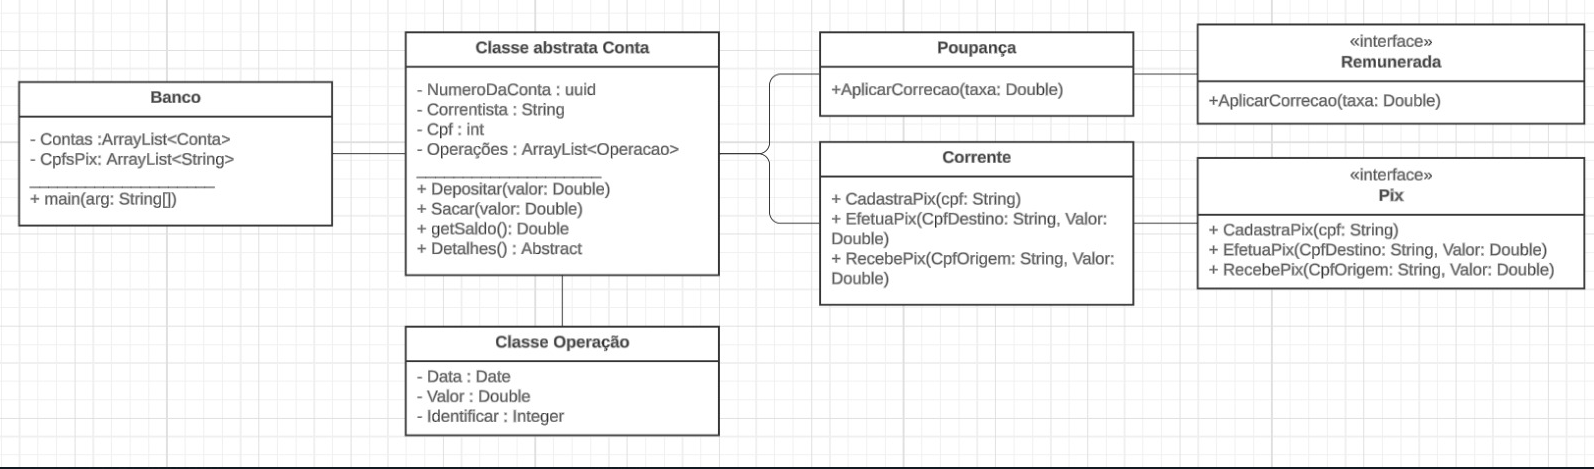 Banco
- Contas :ArrayList<Conta>
- CpfsPix: ArrayList<String>
+ main(arg: String[])
Classe abstrata Conta
- NumeroDaConta : uuid
- Correntista : String
- Cpf : int
- Operações : ArrayList<Operacao>
+ Depositar(valor: Double)
+ Sacar(valor: Double)
+ getSaldo(): Double
+ Detalhes() : Abstract
Classe Operação
- Data : Date
- Valor : Double
- Identificar : Integer
Poupança
+AplicarCorrecao(taxa: Double)
Corrente
+ CadastraPix(cpf: String)
+ EfetuaPix(CpfDestino: String, Valor:
Double)
+ RecebePix(CpfOrigem: String, Valor:
Double)
«interface»
Remunerada
+AplicarCorrecao(taxa: Double)
«interface»
Pix
+ CadastraPix(cpf: String)
+ EfetuaPix(CpfDestino: String, Valor: Double)
+ RecebePix(CpfOrigem: String, Valor: Double)